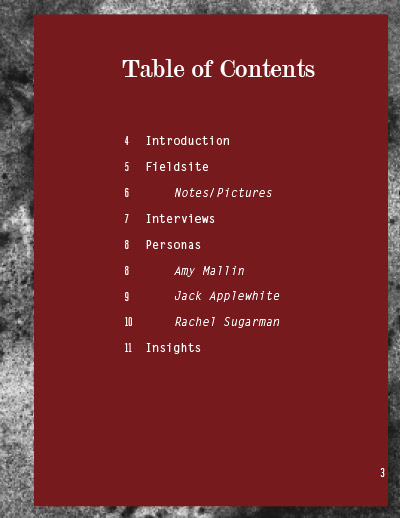 Table of Contents
4 Introduction
5 Fieldsite
6 Notes/Pictures
7 Interviews
8 Personas
8 Amy Mallin
9 Jack Applewhite
10 Rachel Sugarman
11 Insights
3